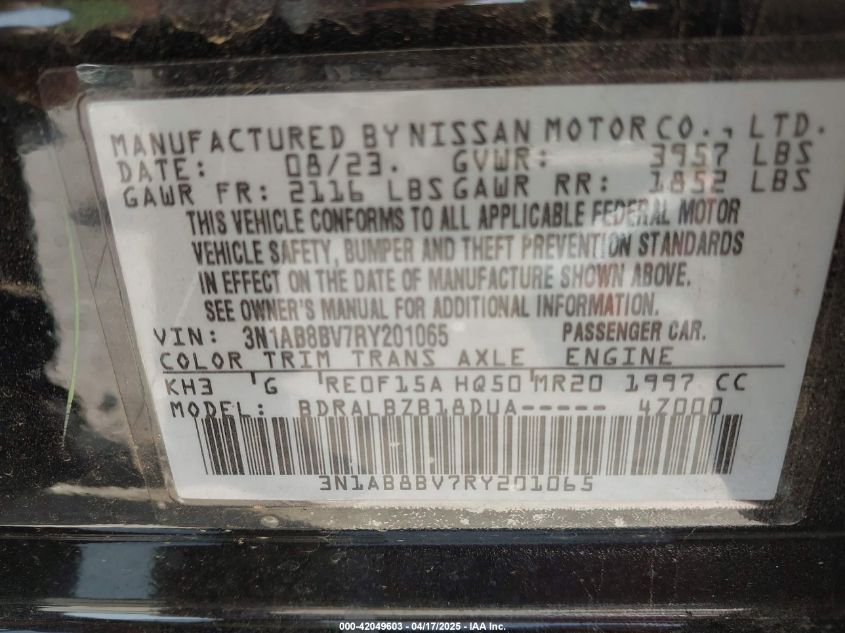 MANUFACTURED BY NISSAN MOTOR CO., LTD.
DATE: 08/23. GVWR: 3957 LBS
GAWR FR: 2116 LBS GAWR RR: 1852 LBS
THIS VEHICLE CONFORMS TO ALL APPLICABLE FEDERAL MOTOR
VEHICLE SAFETY, BUMPER AND THEFT PREVENTION STANDARDS
IN EFFECT ON THE DATE OF MANUFACTURE SHOWN ABOVE.
SEE OWNER'S MANUAL FOR ADDITIONAL INFORMATION.
VIN: 3N1AB8BV7RY201065 PASSENGER CAR.
COLOR TRIM TRANS AXLE ENGINE
KH3 'G 'RE0F15A HQ50 'MR20 1997 CC
MODEL: BDRALBZB18DUA----- 4Z000
3N1AB8BV7RY201065
000-42049603 - 04/17/2025 - IAA Inc.